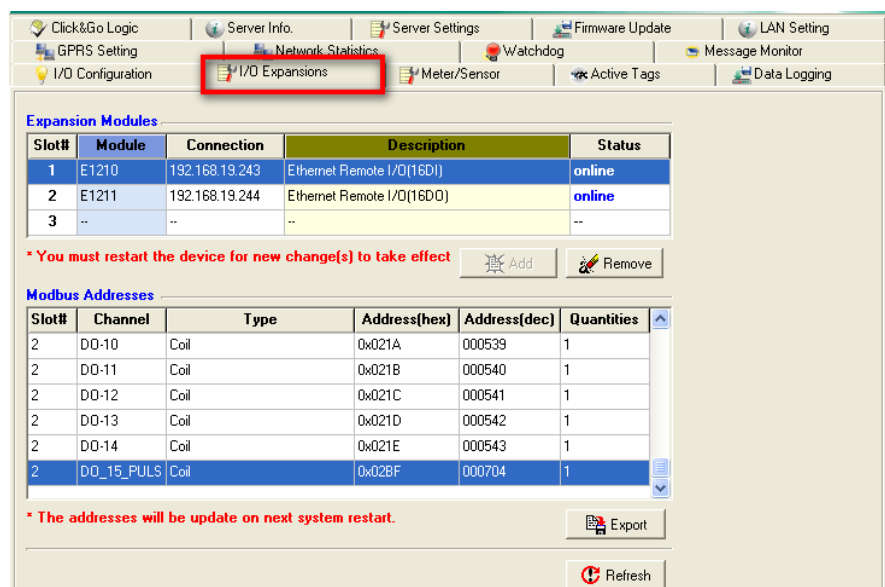 Click&Go Logic Server Info. Server Settings Firmware Update LAN Setting
GPRS Setting Network Statistics Watchdog Message Monitor
I/O Configuration I/O Expansions Meter/Sensor Active Tags Data Logging
Expansion Modules
Slot# Module Connection Description Status
1 E1210 192.168.19.243 Ethernet Remote I/O(16DI) online
2 E1211 192.168.19.244 Ethernet Remote I/O(16DO) online
3 -- -- -- --
* You must restart the device for new change(s) to take effect Add Remove
Modbus Addresses
Slot# Channel Type Address(hex) Address(dec) Quantities
2 DO-10 Coil 0x021A 000539 1
2 DO-11 Coil 0x021B 000540 1
2 DO-12 Coil 0x021C 000541 1
2 DO-13 Coil 0x021D 000542 1
2 DO-14 Coil 0x021E 000543 1
2 DO_15_PULS Coil 0x02BF 000704 1
* The addresses will be update on next system restart. Export
Refresh